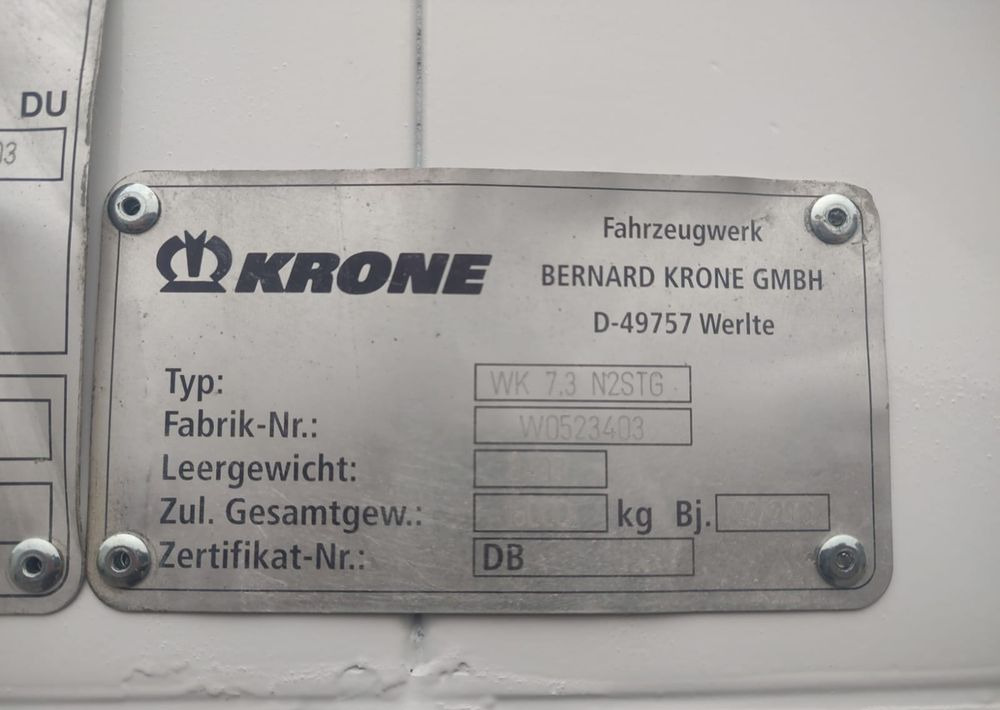 DU
03
KRONE
Fahrzeugwerk
BERNARD KRONE GMBH
D-49757 Werlte
Typ: WK 7.3 N2STG
Fabrik-Nr.: W0523403
Leergewicht:
Zul. Gesamtgew.: kg Bj.
Zertifikat-Nr.: DB